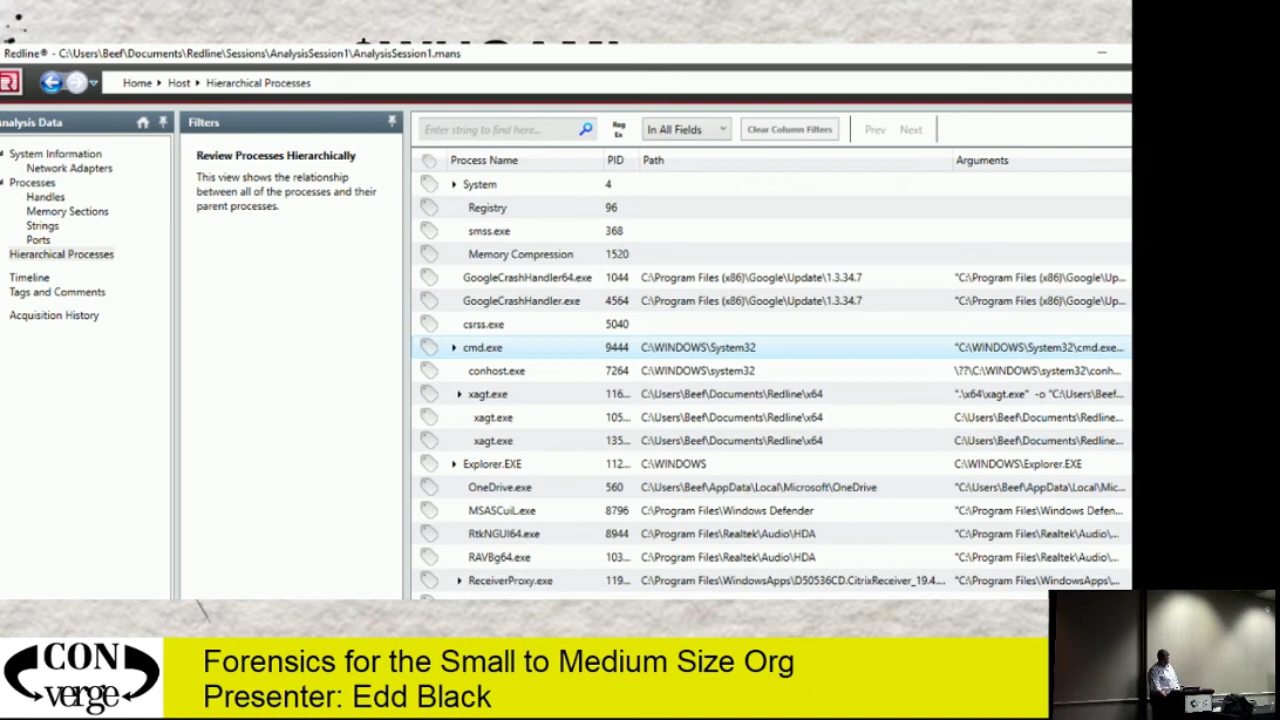 Redline® - C:\Users\Beef\Documents\Redline\Sessions\AnalysisSession1\AnalysisSession1.mans
Home Host Hierarchical Processes
nalysis Data
System Information
Network Adapters
Processes
Handles
Memory Sections
Strings
Ports
Hierarchical Processes
Timeline
Tags and Comments
Acquisition History
Filters
Review Processes Hierarchically
This view shows the relationship
between all of the processes and their
parent processes.
Enter string to find here... Reg Ex In All Fields Clear Column Filters Prev Next
Process Name PID Path Arguments
System 4
Registry 96
smss.exe 368
Memory Compression 1520
GoogleCrashHandler64.exe 1044 C:\Program Files (x86)\Google\Update\1.3.34.7 "C:\Program Files (x86)\Google\Up...
GoogleCrashHandler.exe 4564 C:\Program Files (x86)\Google\Update\1.3.34.7 "C:\Program Files (x86)\Google\Up...
csrss.exe 5040
cmd.exe 9444 C:\WINDOWS\System32 "C:\WINDOWS\System32\cmd.exe...
conhost.exe 7264 C:\WINDOWS\system32 \??\C:\WINDOWS\system32\conh...
xagt.exe 116... C:\Users\Beef\Documents\Redline\x64 ".\x64\xagt.exe" -o "C:\Users\Beef...
xagt.exe 105... C:\Users\Beef\Documents\Redline\x64 C:\Users\Beef\Documents\Redline...
xagt.exe 135... C:\Users\Beef\Documents\Redline\x64 C:\Users\Beef\Documents\Redline...
Explorer.EXE 112... C:\WINDOWS C:\WINDOWS\Explorer.EXE
OneDrive.exe 560 C:\Users\Beef\AppData\Local\Microsoft\OneDrive "C:\Users\Beef\AppData\Local\Mic...
MSASCuiL.exe 8796 C:\Program Files\Windows Defender "C:\Program Files\Windows Defen...
RtkNGUI64.exe 8944 C:\Program Files\Realtek\Audio\HDA "C:\Program Files\Realtek\Audio\...
RAVBg64.exe 103... C:\Program Files\Realtek\Audio\HDA "C:\Program Files\Realtek\Audio\...
ReceiverProxy.exe 119... C:\Program Files\WindowsApps\D50536CD.CitrixReceiver_19.4.... "C:\Program Files\WindowsApps\...
CON
verge
Forensics for the Small to Medium Size Org
Presenter: Edd Black